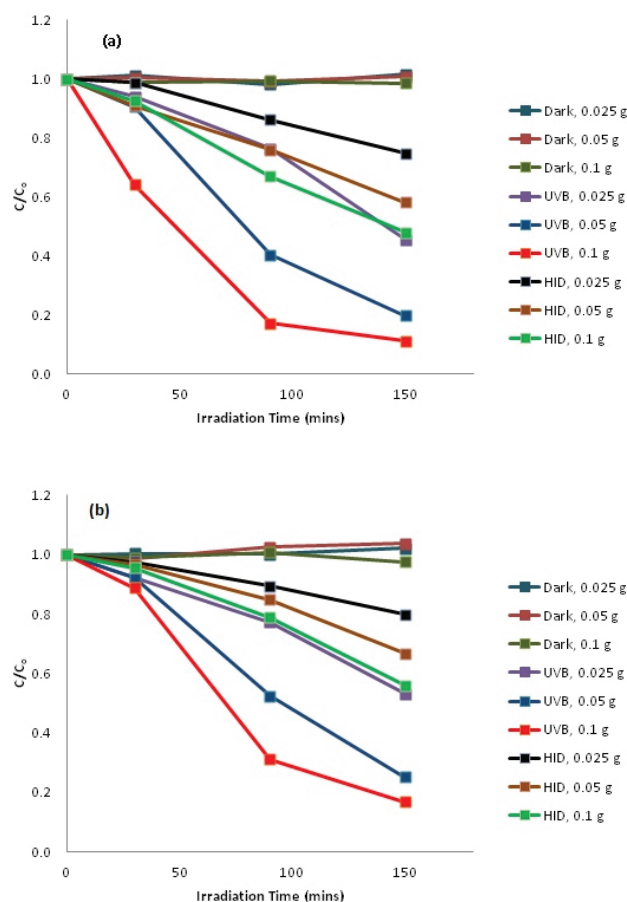 1.2
(a)
1.0
0.8
0.6
0.4
0.2
0.0
C/Co
0 50 100 150
Irradiation Time (mins)
Dark, 0.025 g
Dark, 0.05 g
Dark, 0.1 g
UVB, 0.025 g
UVB, 0.05 g
UVB, 0.1 g
HID, 0.025 g
HID, 0.05 g
HID, 0.1 g
1.2
(b)
1.0
0.8
0.6
0.4
0.2
0.0
C/Co
0 50 100 150
Irradiation Time (mins)
Dark, 0.025 g
Dark, 0.05 g
Dark, 0.1 g
UVB, 0.025 g
UVB, 0.05 g
UVB, 0.1 g
HID, 0.025 g
HID, 0.05 g
HID, 0.1 g